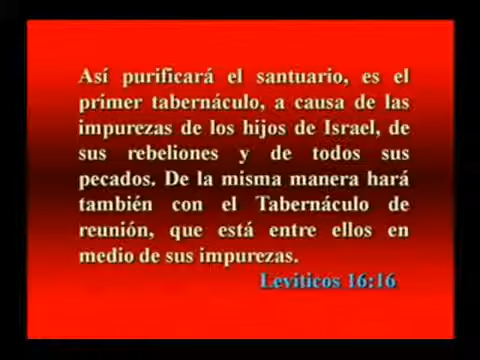 Así purificará el santuario, es el
primer tabernáculo, a causa de las
impurezas de los hijos de Israel, de
sus rebeliones y de todos sus
pecados. De la misma manera hará
también con el Tabernáculo de
reunión, que está entre ellos en
medio de sus impurezas.
Leviticos 16:16